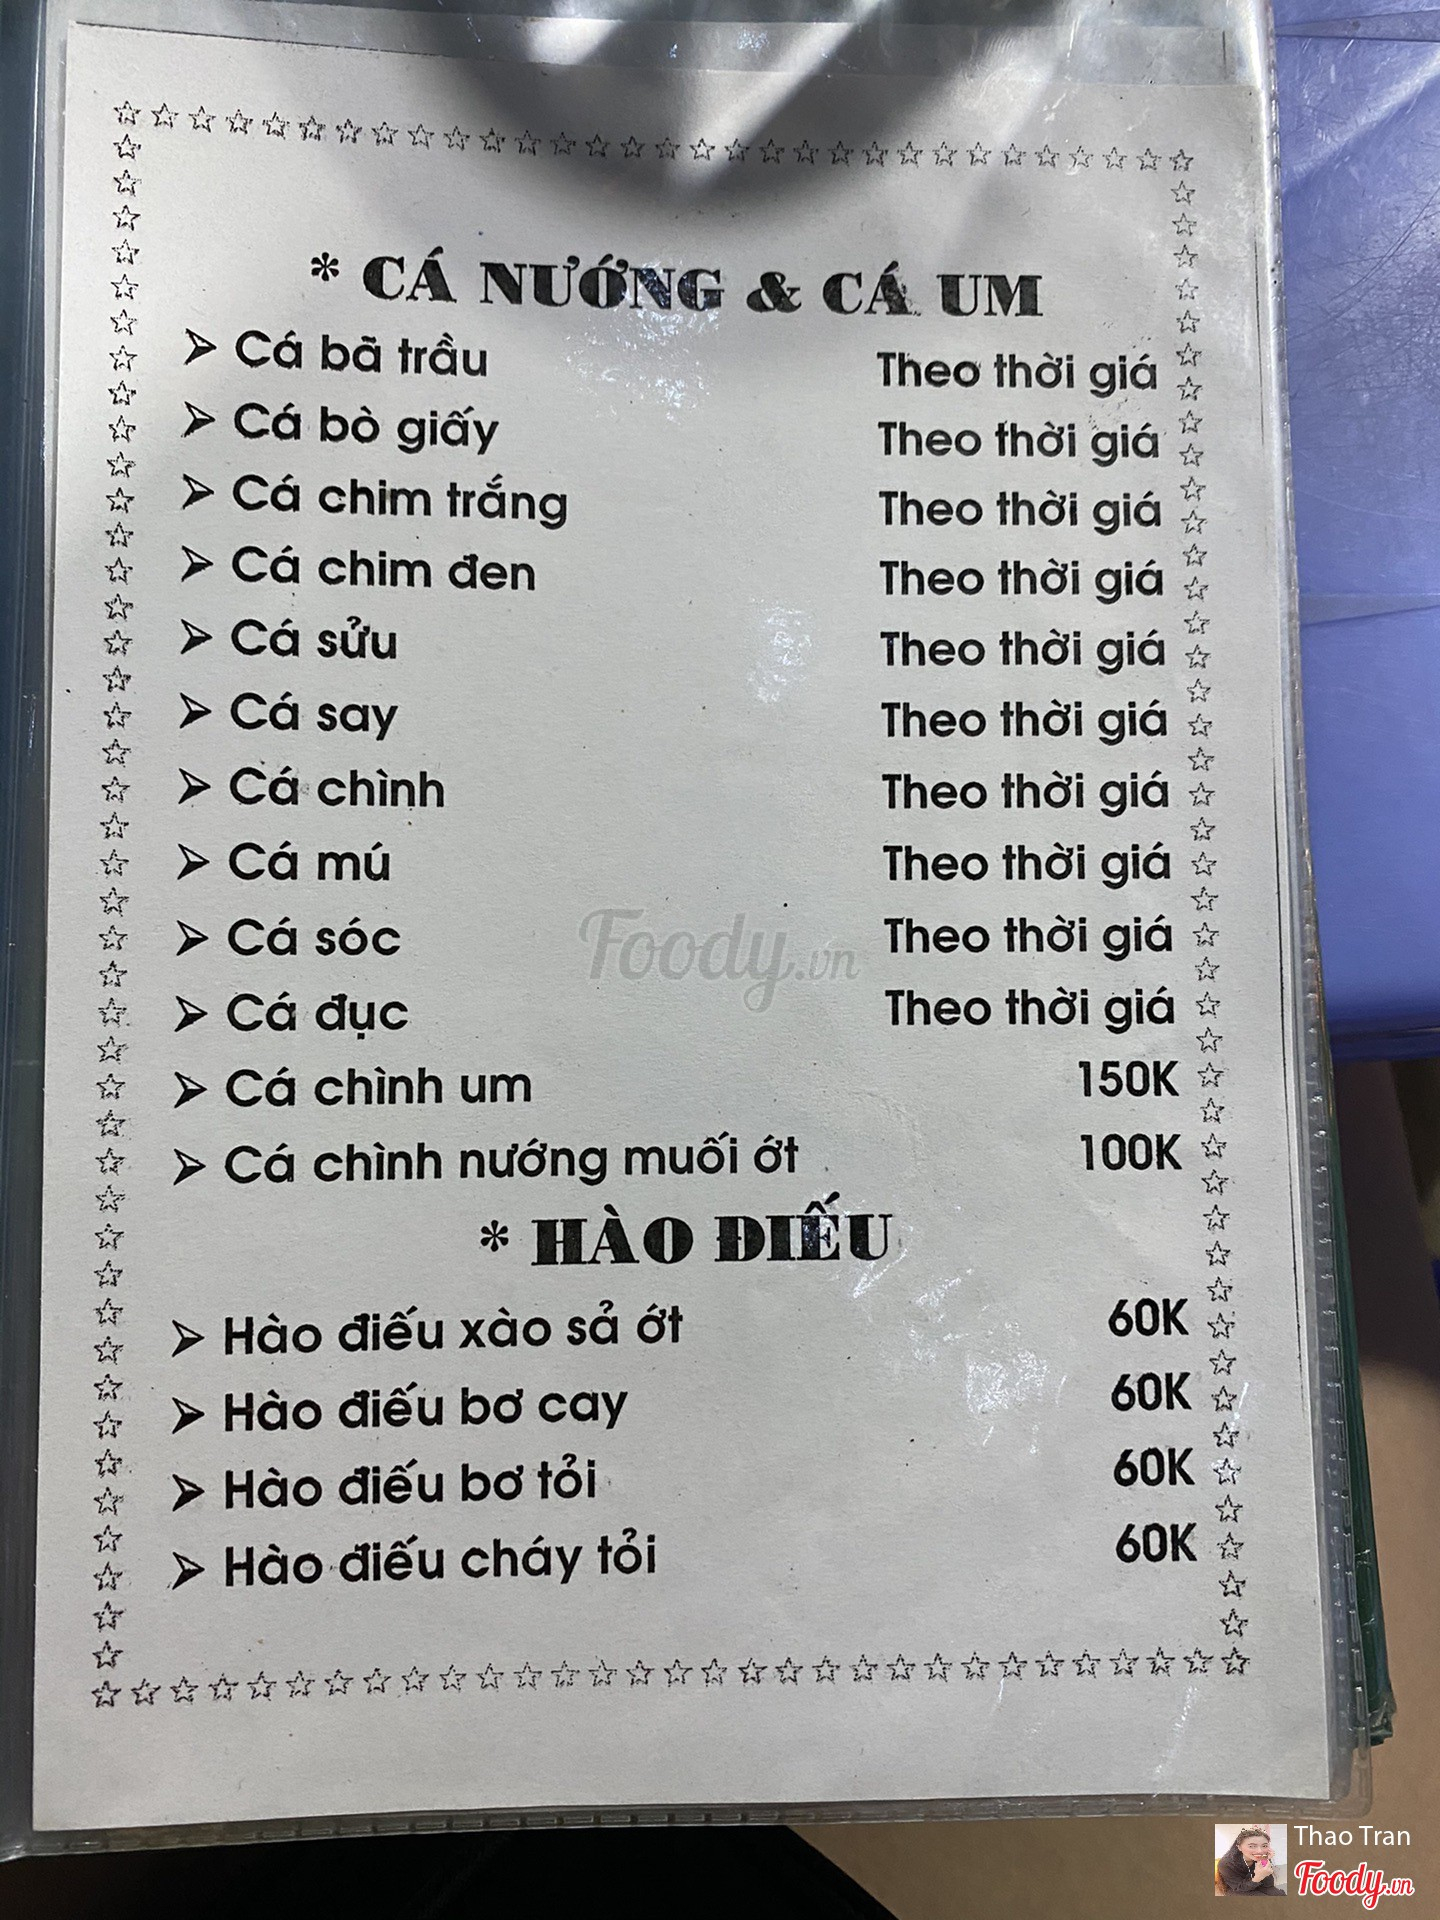 * CÁ NƯỚNG & CÁ UM
Cá bã trầu Theo thời giá
Cá bò giấy Theo thời giá
Cá chim trắng Theo thời giá
Cá chim đen Theo thời giá
Cá sửu Theo thời giá
Cá say Theo thời giá
Cá chình Theo thời giá
Cá mú Theo thời giá
Cá sóc Theo thời giá
Cá đục Theo thời giá
Cá chình um 150K
Cá chình nướng muối ớt 100K
* HÀO ĐIẾU
Hào điếu xào sả ớt 60K
Hào điếu bơ cay 60K
Hào điếu bơ tỏi 60K
Hào điếu cháy tỏi 60K
Foody.vn
Thao Tran
Foody.vn